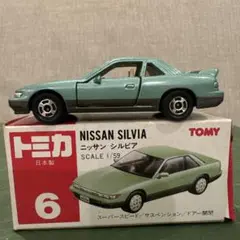 トミカ
日本製
6
NISSAN SILVIA
ニッサン シルビア
SCALE 1/59
TOMY
スーパースピード/サスペンション/ドアー開閉